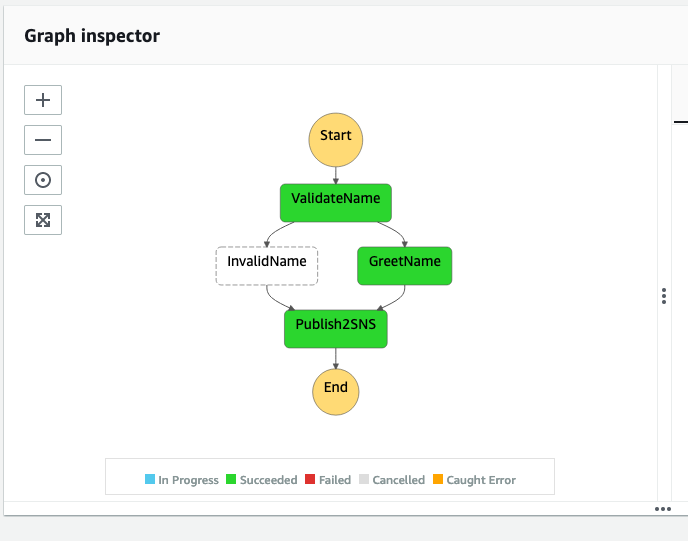 Graph inspector
Start
ValidateName
InvalidName
GreetName
Publish2SNS
End
In Progress Succeeded Failed Cancelled Caught Error